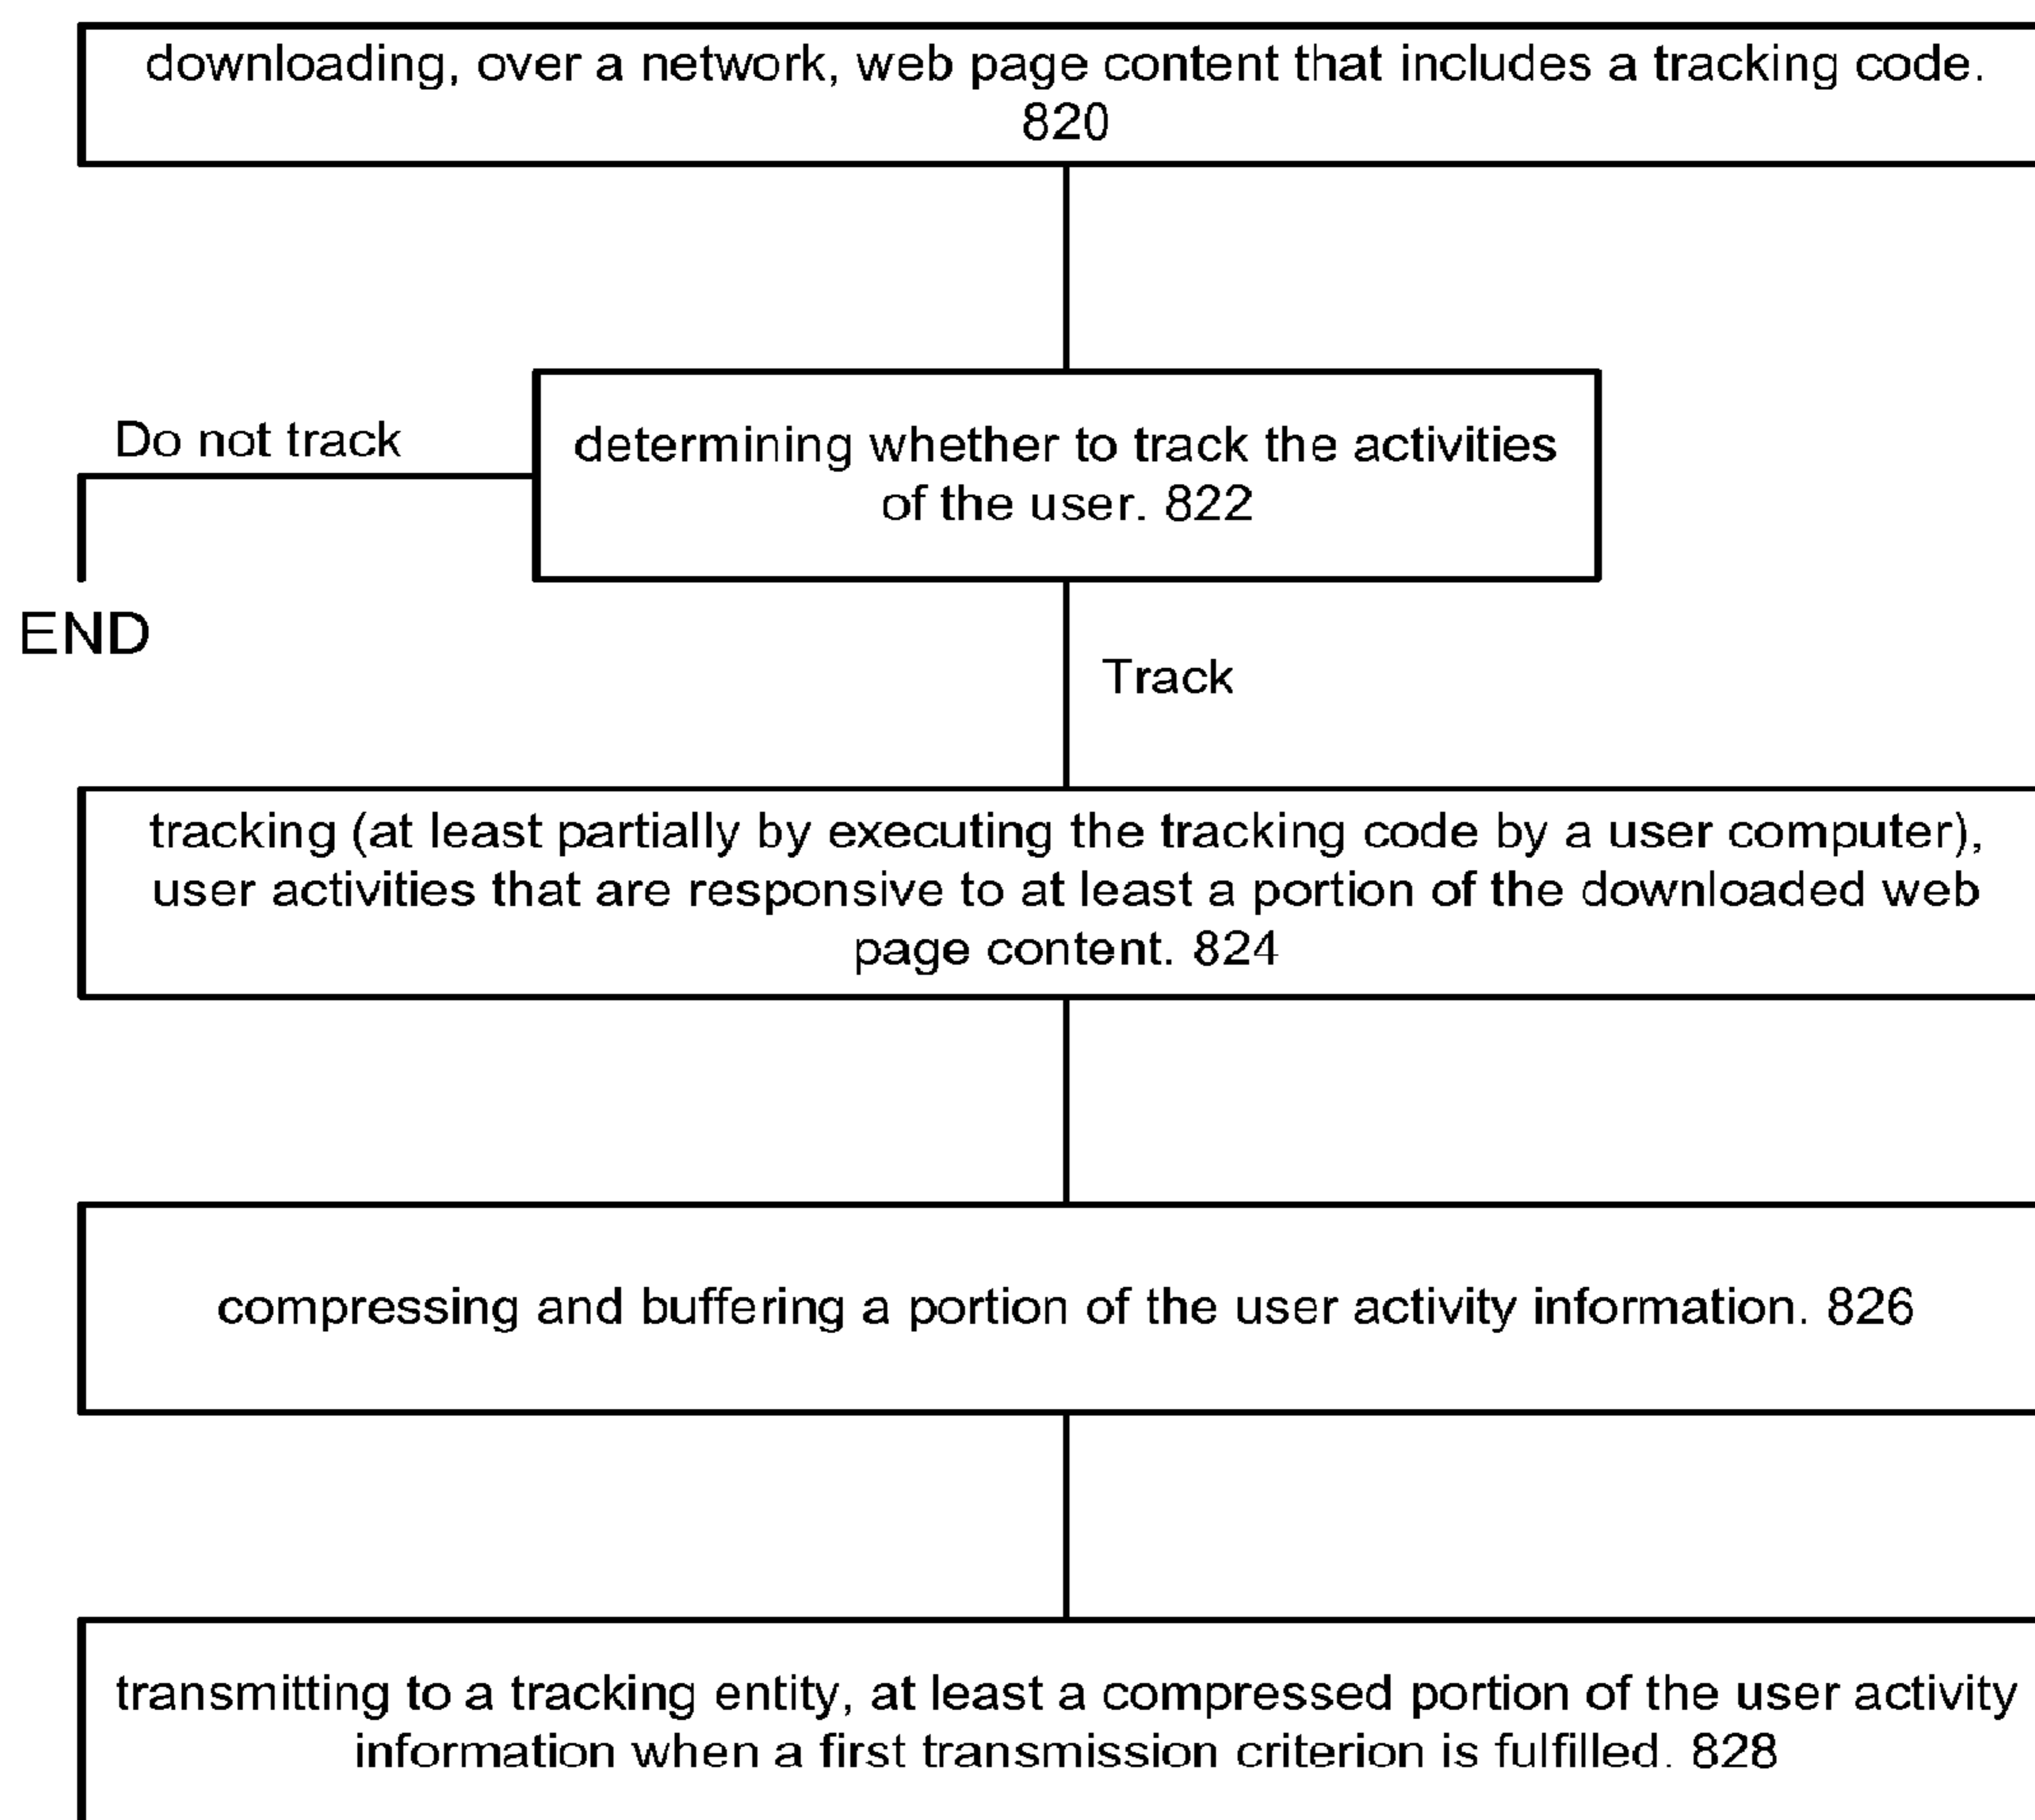 downloading, over a network, web page content that includes a tracking code.
820
Do not track
determining whether to track the activities
of the user. 822
END
Track
tracking (at least partially by executing the tracking code by a user computer),
user activities that are responsive to at least a portion of the downloaded web
page content. 824
compressing and buffering a portion of the user activity information. 826
transmitting to a tracking entity, at least a compressed portion of the user activity
information when a first transmission criterion is fulfilled. 828